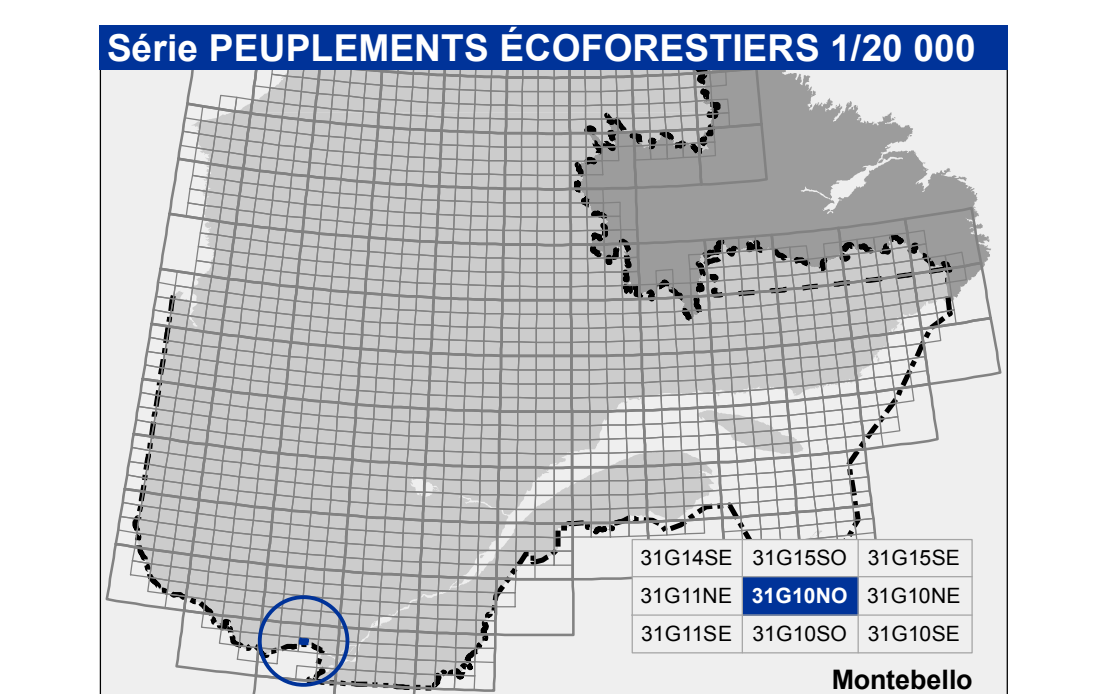 Série PEUPLEMENTS ÉCOFORESTIERS 1/20 000
31G14SE 31G15SO 31G15SE
31G11NE 31G10NO 31G10NE
31G11SE 31G10SO 31G10SE
Montebello